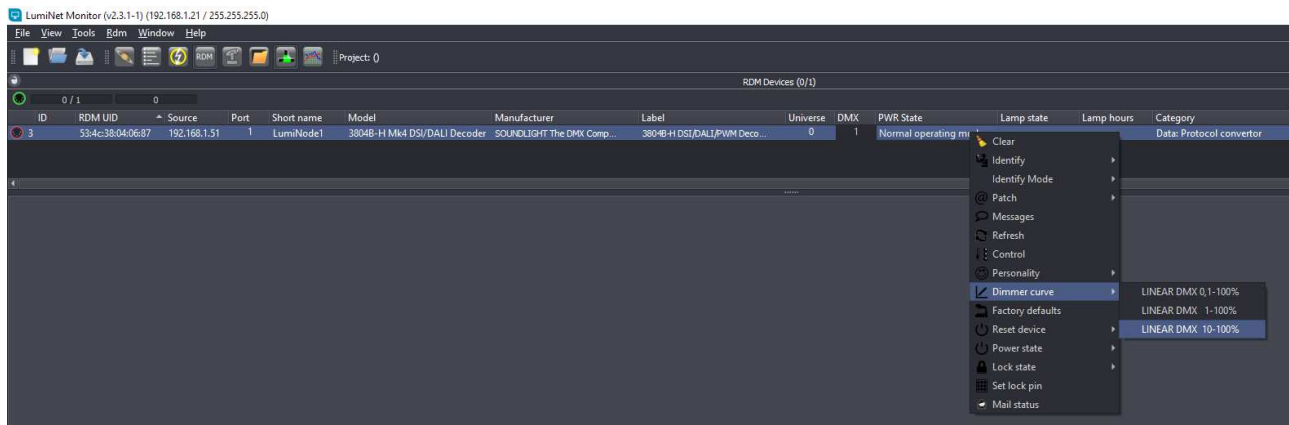 LumiNet Monitor (v2.3.1-1) (192.168.1.21 / 255.255.255.0)
File View Tools Rdm Window Help
RDM Project: ()
RDM Devices (0/1)
0 / 1 0
ID RDM UID Source Port Short name Model Manufacturer Label Universe DMX PWR State Lamp state Lamp hours Category
3 53:4c:38:04:06:87 192.168.1.51 1 LumiNode1 3804B-H Mk4 DSI/DALI Decoder SOUNDLIGHT The DMX Comp... 3804B-H DSI/DALI/PWM Deco... 0 1 Normal operating Data: Protocol convertor
Clear
Identify
Identify Mode
Patch
Messages
Refresh
Control
Personality
Dimmer curve LINEAR DMX 0,1-100%
Factory defaults LINEAR DMX 1-100%
Reset device LINEAR DMX 10-100%
Power state
Lock state
Set lock pin
Mail status